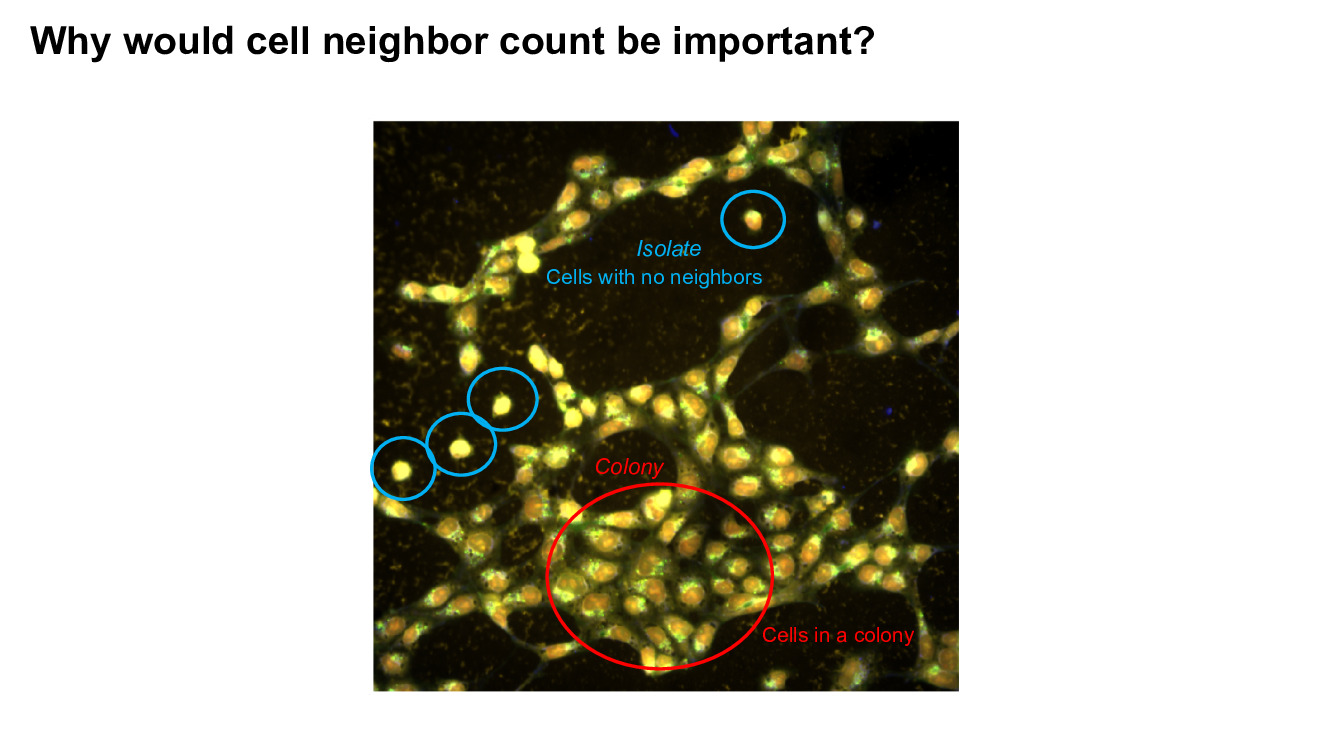 Why would cell neighbor count be important?
Isolate
Cells with no neighbors
Colony
Cells in a colony